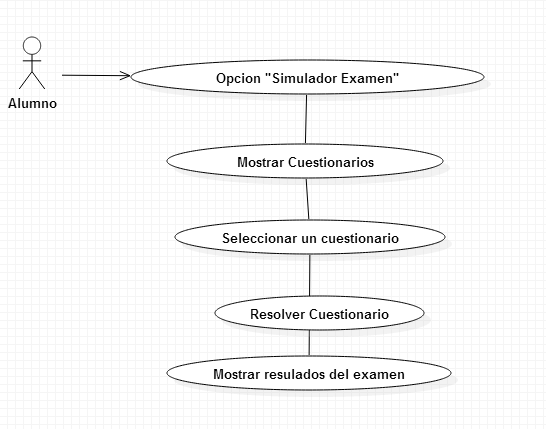 Alumno
Opcion "Simulador Examen"
Mostrar Cuestionarios
Seleccionar un cuestionario
Resolver Cuestionario
Mostrar resulados del examen